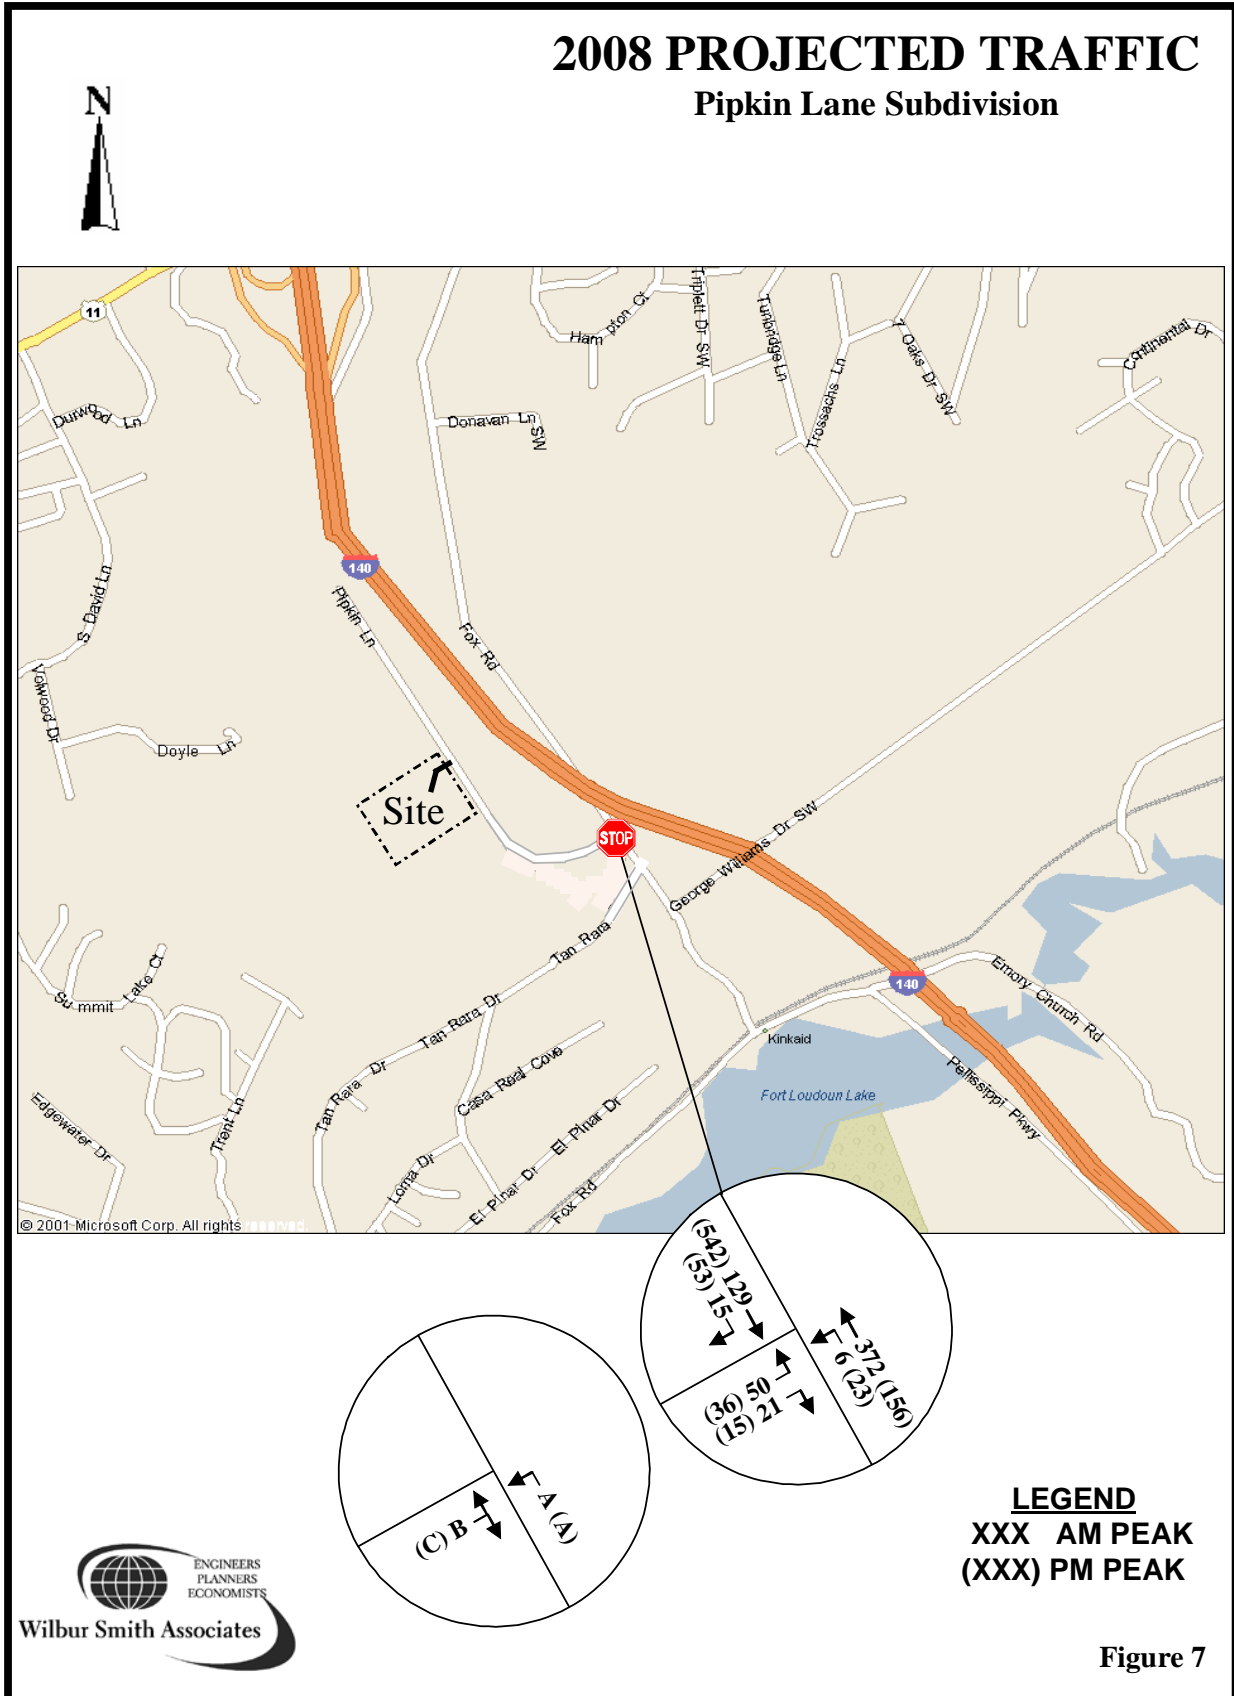 2008 PROJECTED TRAFFIC
Pipkin Lane Subdivision
N
11
Durwood Ln
S David Ln
Volwood Dr
Doyle Ln
140
Pipkin Ln
Fox Rd
Donavan Ln SW
Hampton Ct
Triplett Dr SW
Tunbridge Ln
Trossachs Ln
7 Oaks Dr SW
Continental Dr
Site
STOP
George Williams Dr SW
Tan Rara
Tan Rara Dr
Tan Rara Dr
Summit Lake Ct
Trent Ln
Edgewater Dr
Casa Real Cove
Loma Dr
El Pinar Dr
El Pinar Dr
Fox Rd
Kinkaid
140
Emory Church Rd
Pellissippi Pkwy
Fort Loudoun Lake
© 2001 Microsoft Corp. All rights reserved.
(542) 129
(53) 15
372 (156)
6 (23)
(36) 50
(15) 21
A (A)
(C) B
LEGEND
XXX AM PEAK
(XXX) PM PEAK
ENGINEERS
PLANNERS
ECONOMISTS
Wilbur Smith Associates
Figure 7